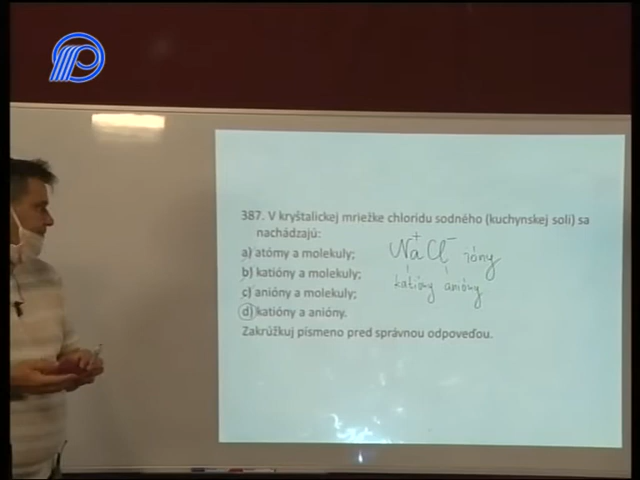 387. V kryštalickej mriežke chloridu sodného (kuchynskej soli) sa
nachádzajú:
a) atómy a molekuly;
b) katióny a molekuly;
c) anióny a molekuly;
d) katióny a anióny.
Zakrúžkuj písmeno pred správnou odpoveďou.
Na⁺Cl⁻ ióny
katióny anióny